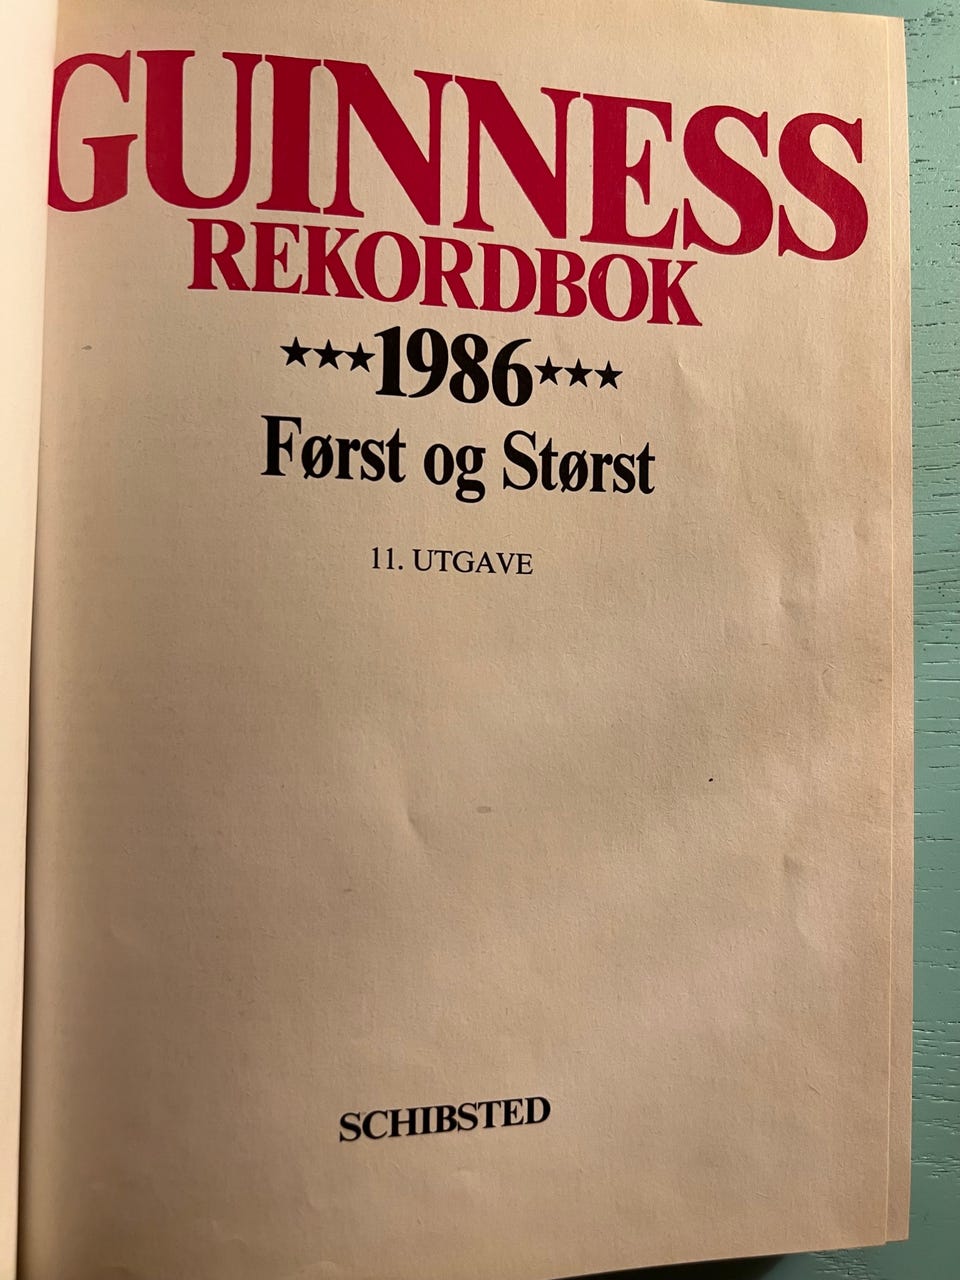 GUINNESS
REKORDBOK
★★★1986★★★
Først og Størst
11. UTGAVE
SCHIBSTED